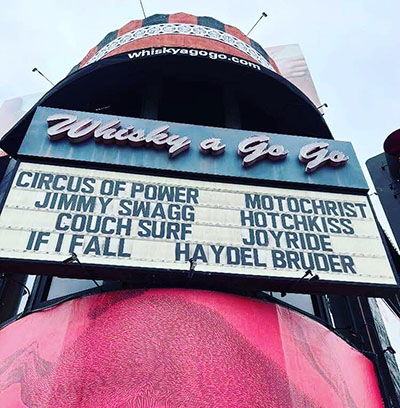 whiskyagogo.com
Whisky a Go Go
CIRCUS OF POWER MOTOCHRIST
JIMMY SWAGG HOTCHKISS
COUCH SURF JOYRIDE
IF I FALL HAYDEL BRUDER